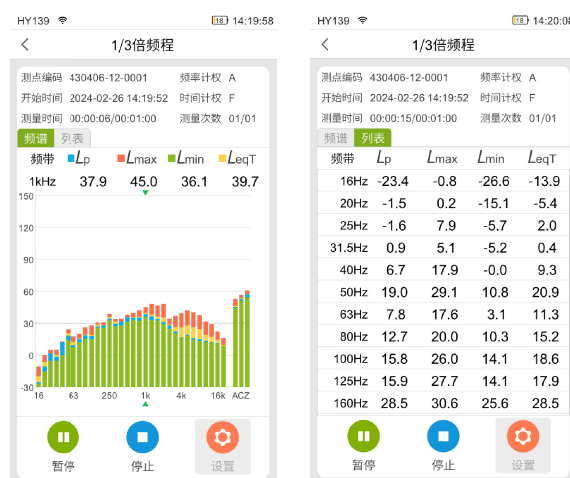 HY139 18 14:19:58
1/3倍频程
测点编码 430406-12-0001 频率计权 A
开始时间 2024-02-26 14:19:52 时间计权 F
测量时间 00:00:06/00:01:00 测量次数 01/01
频谱 列表
频带 Lp Lmax Lmin LeqT
1kHz 37.9 45.0 36.1 39.7
150
120
90
60
30
0
-30
16 63 250 1k 4k 16k ACZ
暂停 停止 设置
HY139 18 14:20:08
1/3倍频程
测点编码 430406-12-0001 频率计权 A
开始时间 2024-02-26 14:19:52 时间计权 F
测量时间 00:00:15/00:01:00 测量次数 01/01
频谱 列表
频带 Lp Lmax Lmin LeqT
16Hz -23.4 -0.8 -26.6 -13.9
20Hz -1.5 0.2 -15.1 -5.4
25Hz -1.6 7.9 -5.7 2.0
31.5Hz 0.9 5.1 -5.2 0.4
40Hz 6.7 17.9 -0.0 9.3
50Hz 19.0 29.1 10.8 20.9
63Hz 7.8 17.6 3.1 11.3
80Hz 12.7 20.0 10.3 15.2
100Hz 15.8 26.0 14.1 18.6
125Hz 15.9 27.7 14.1 17.9
160Hz 28.5 30.6 25.6 28.5
暂停 停止 设置